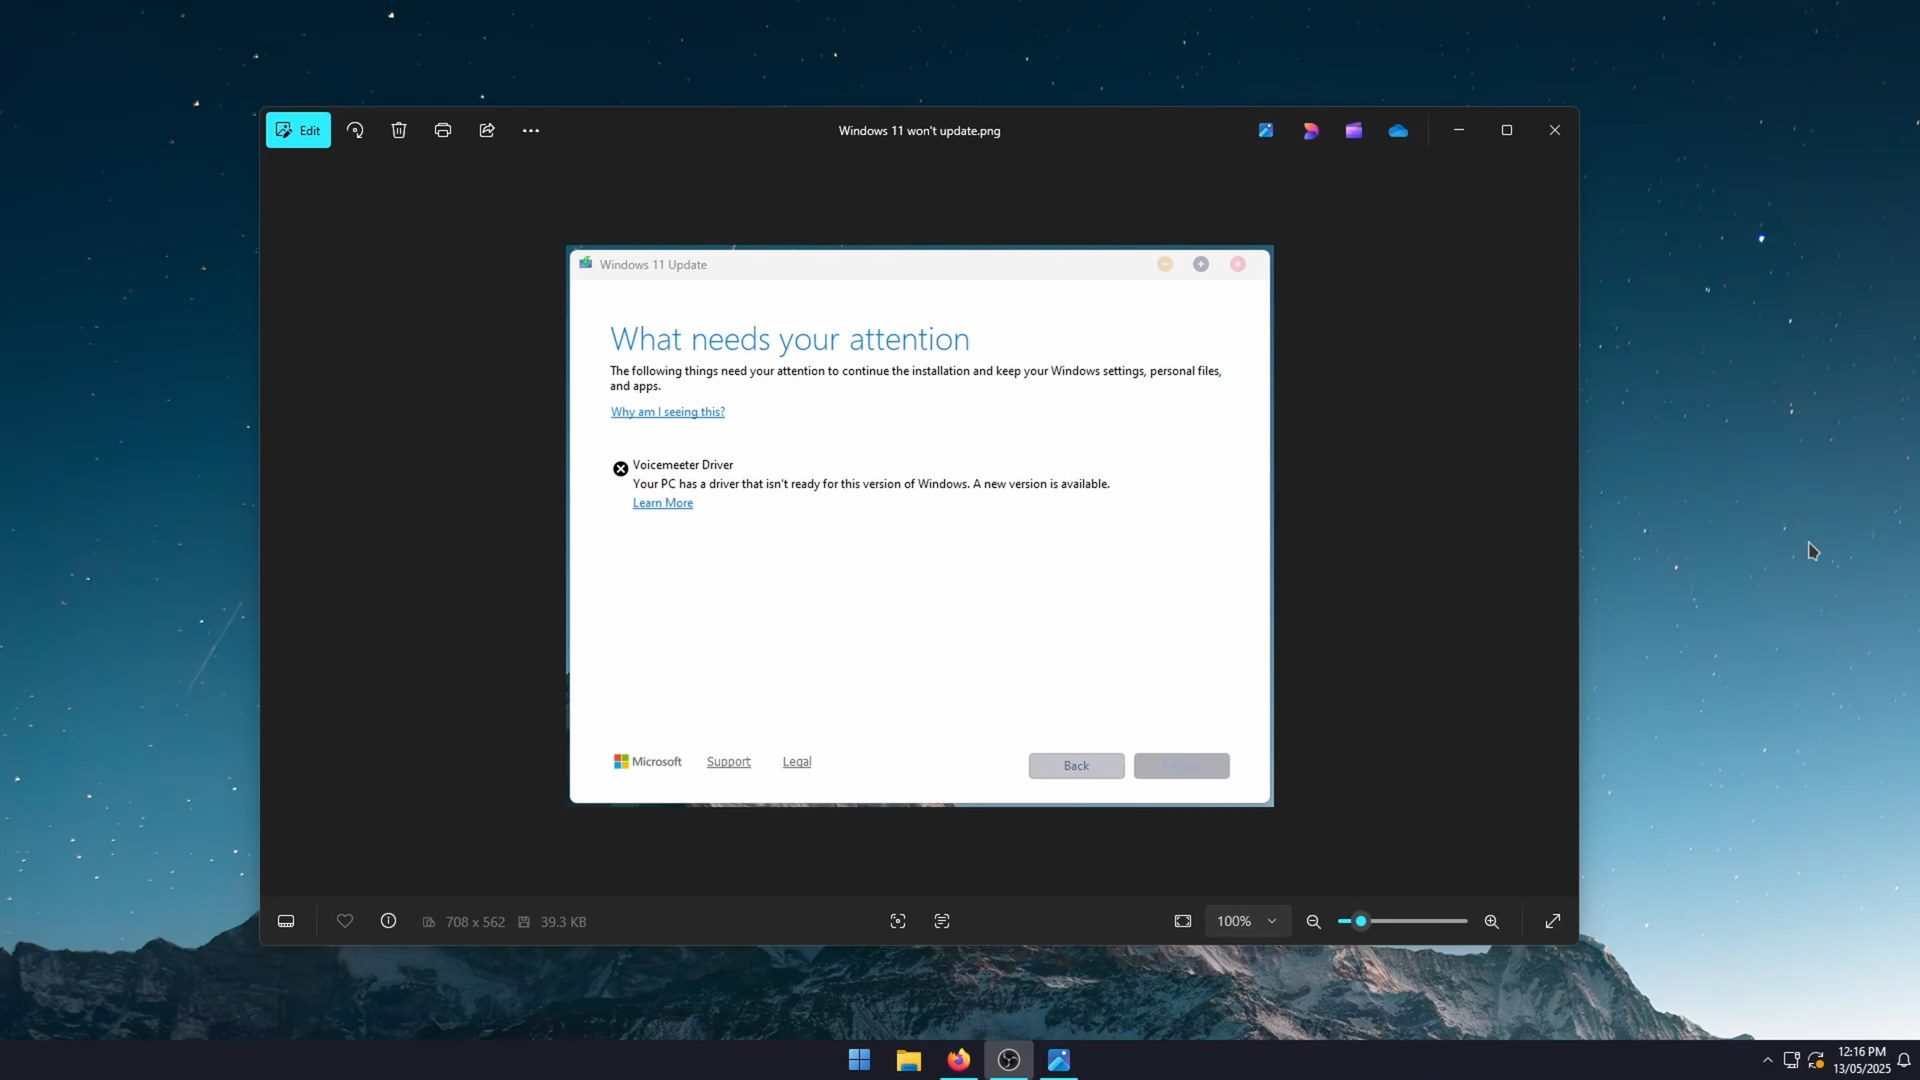 Edit
Windows 11 won't update.png
Windows 11 Update
What needs your attention
The following things need your attention to continue the installation and keep your Windows settings, personal files,
and apps.
Why am I seeing this?
Voicemeeter Driver
Your PC has a driver that isn't ready for this version of Windows. A new version is available.
Learn More
Microsoft
Support
Legal
Back
708 x 562
39.3 KB
100%
12:16 PM
13/05/2025